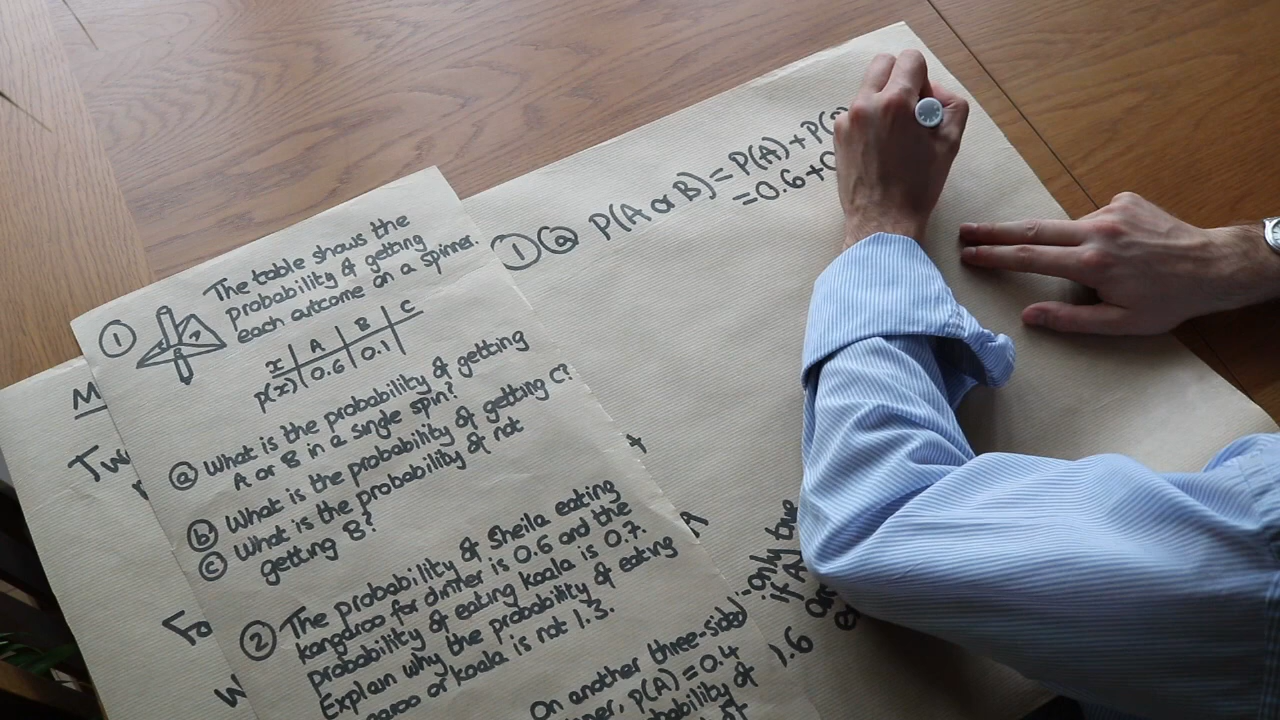 ① The table shows the
probability of getting
each outcome on a spinner.
x A B C
p(x) 0.6 0.1
ⓐ What is the probability of getting
A or B in a single spin?
ⓑ What is the probability of getting C?
ⓒ What is the probability of not
getting B?
② The probability of Sheila eating
kangaroo for dinner is 0.6 and the
probability of eating koala is 0.7.
Explain why the probability of eating
or koala is not 1.3.
On another three-sided
P(A) = 0.4
of
① ⓐ P(A or B) = P(A) + P(
= 0.6 + 0
- only true
if A
1.6